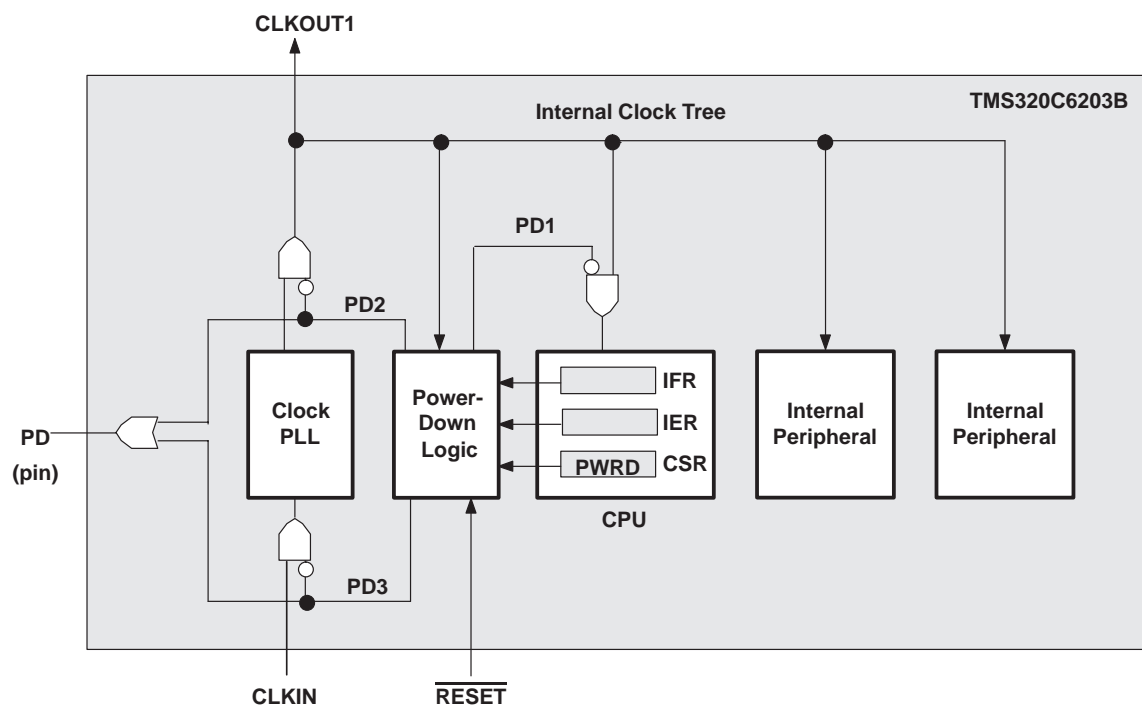 CLKOUT1
TMS320C6203B
Internal Clock Tree
PD1
PD2
IFR
Clock
PLL
Power-
Down
Logic
IER
Internal
Peripheral
Internal
Peripheral
PD
(pin)
PWRD
CSR
CPU
PD3
CLKIN
RESET